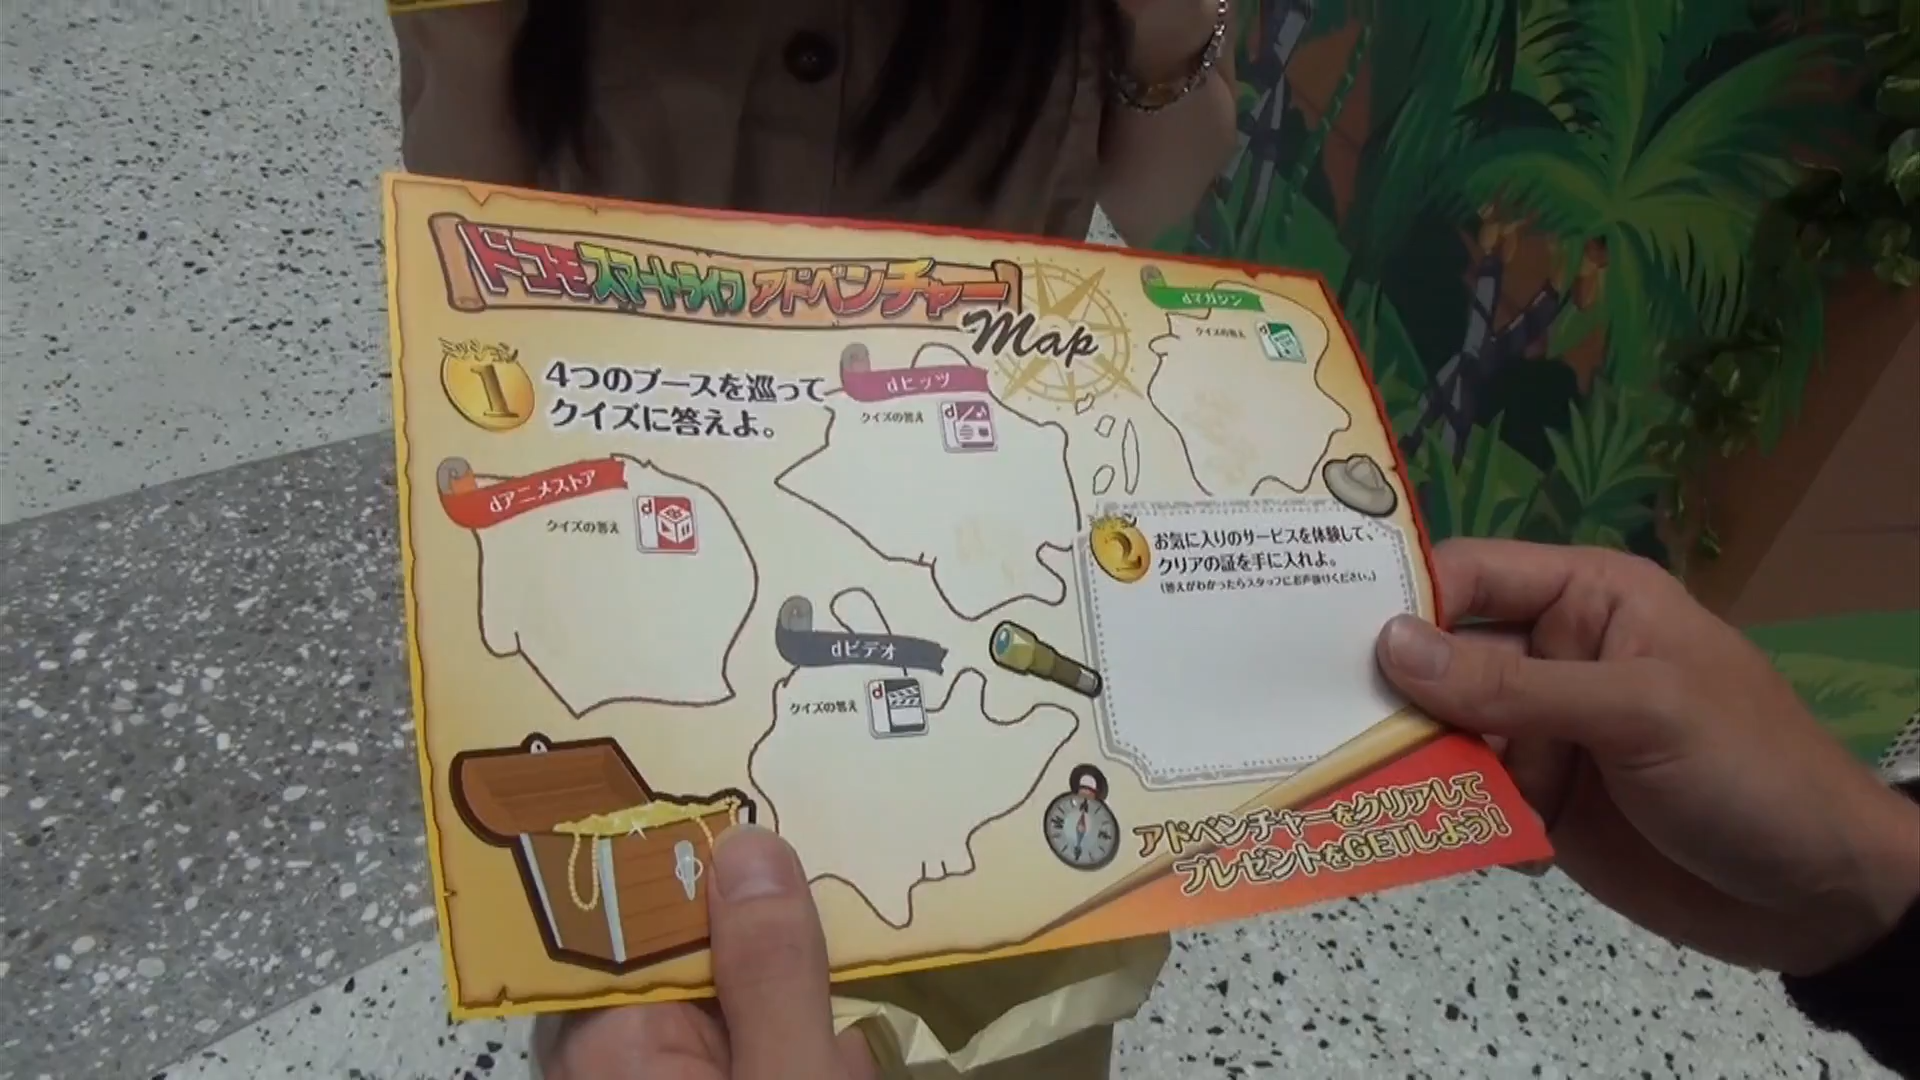 ドコモスマートライフアドベンチャー
Map
ミッション
1
4つのブースを巡って
クイズに答えよ。
dアニメストア
クイズの答え
d
dヒッツ
クイズの答え
d
dマガジン
クイズの答え
d
dビデオ
クイズの答え
d
2
お気に入りのサービスを体験して、
クリアの証を手に入れよ。
(答えがわかったらスタッフにお声掛けください。)
アドベンチャーをクリアして
プレゼントをGETしよう!